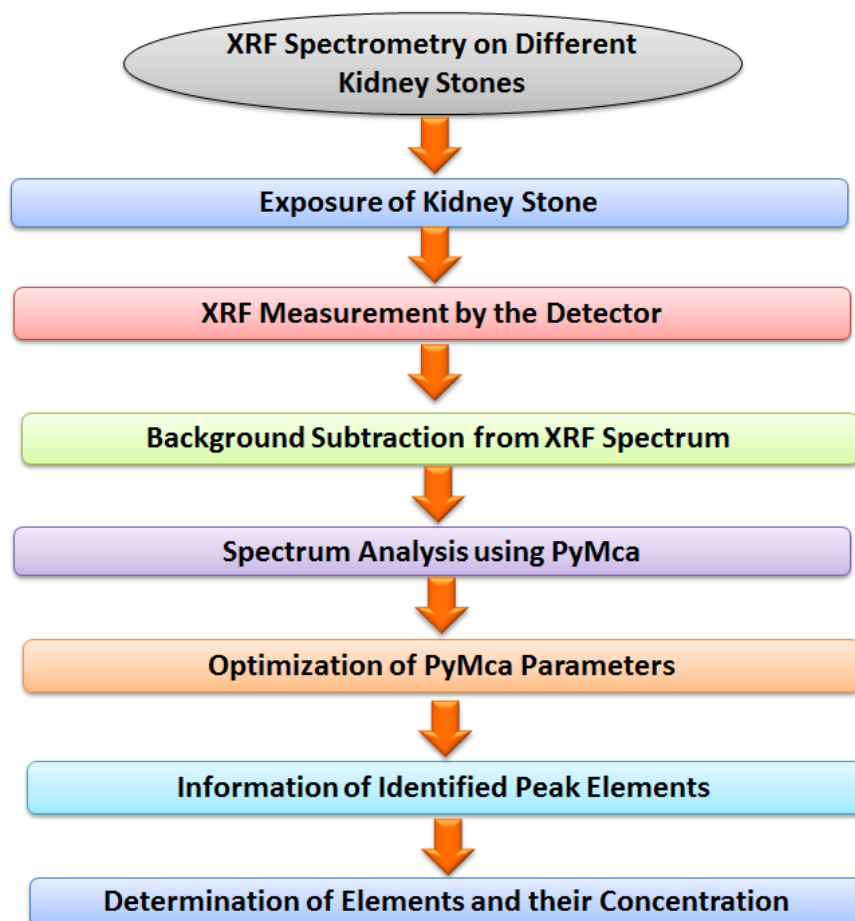 XRF Spectrometry on Different
Kidney Stones
Exposure of Kidney Stone
XRF Measurement by the Detector
Background Subtraction from XRF Spectrum
Spectrum Analysis using PyMca
Optimization of PyMca Parameters
Information of Identified Peak Elements
Determination of Elements and their Concentration